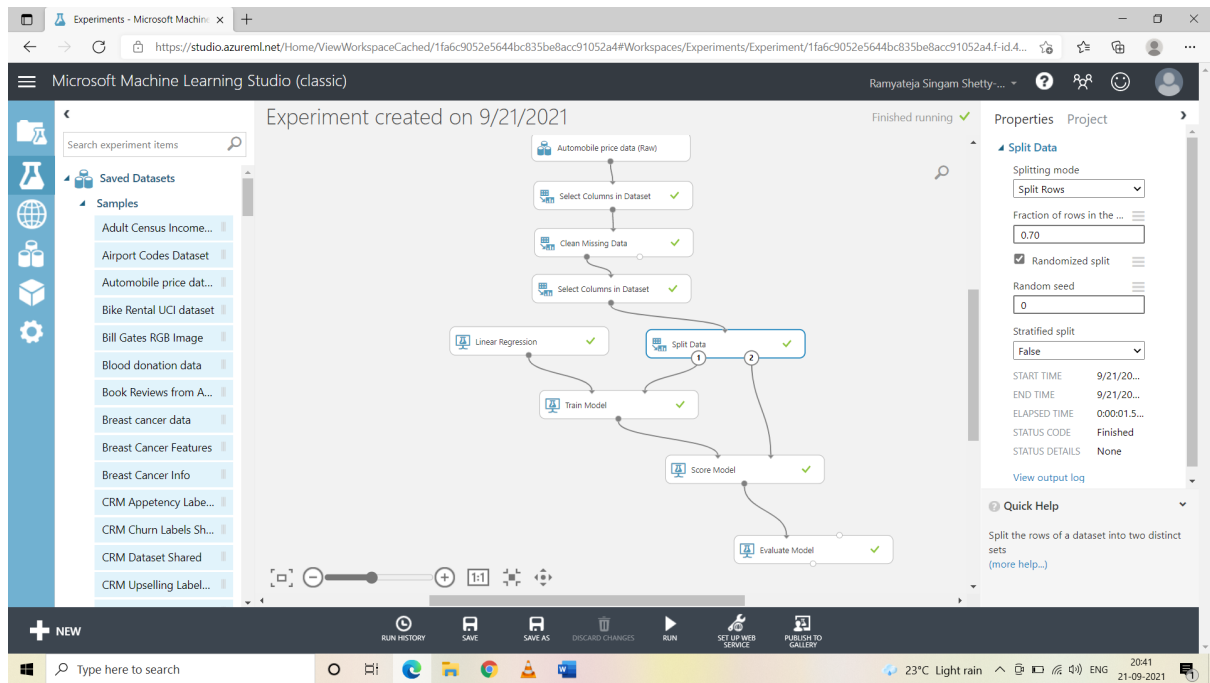 Experiments - Microsoft Machine
https://studio.azureml.net/Home/ViewWorkspaceCached/1fa6c9052e5644bc835be8acc91052a4#Workspaces/Experiments/Experiment/1fa6c9052e5644bc835be8acc91052a4.f-id.4...
Microsoft Machine Learning Studio (classic)
Ramyateja Singam Shetty-...
Search experiment items
Saved Datasets
Samples
Adult Census Income...
Airport Codes Dataset
Automobile price dat...
Bike Rental UCI dataset
Bill Gates RGB Image
Blood donation data
Book Reviews from A...
Breast cancer data
Breast Cancer Features
Breast Cancer Info
CRM Appetency Labe...
CRM Churn Labels Sh...
CRM Dataset Shared
CRM Upselling Label...
Experiment created on 9/21/2021
Finished running
Automobile price data (Raw)
Select Columns in Dataset
Clean Missing Data
Select Columns in Dataset
Linear Regression
Split Data
1
2
Train Model
Score Model
Evaluate Model
1:1
Properties Project
Split Data
Splitting mode
Split Rows
Fraction of rows in the ...
0.70
Randomized split
Random seed
0
Stratified split
False
START TIME 9/21/20...
END TIME 9/21/20...
ELAPSED TIME 0:00:01.5...
STATUS CODE Finished
STATUS DETAILS None
View output log
Quick Help
Split the rows of a dataset into two distinct
sets
(more help...)
NEW
RUN HISTORY
SAVE
SAVE AS
DISCARD CHANGES
RUN
SET UP WEB
SERVICE
PUBLISH TO
GALLERY
Type here to search
23°C Light rain
ENG
20:41
21-09-2021
1